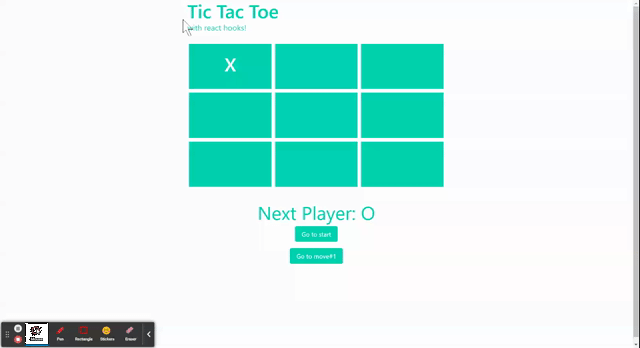 Tic Tac Toe
with react hooks!
X
Next Player: O
Go to start
Go to move#1
Pen
Rectangle
Stickers
Eraser